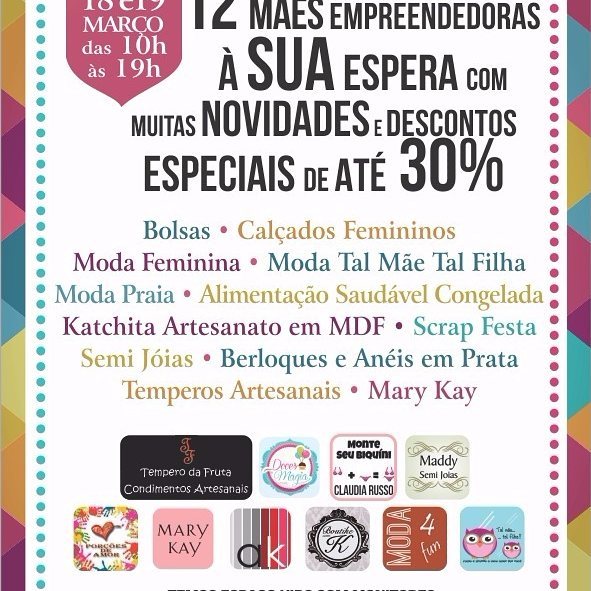 18 e 19
MARÇO
das 10h
às 19h
12 MÃES EMPREENDEDORAS
À SUA ESPERA COM
MUITAS NOVIDADES E DESCONTOS
ESPECIAIS DE ATÉ 30%
Bolsas • Calçados Femininos
Moda Feminina • Moda Tal Mãe Tal Filha
Moda Praia • Alimentação Saudável Congelada
Katchita Artesanato em MDF • Scrap Festa
Semi Jóias • Berloques e Anéis em Prata
Temperos Artesanais • Mary Kay
TF
Tempero da Fruta
Condimentos Artesanais
Doces Magia
MONTE
SEU BIQUÍNI
+ =
CLAUDIA RUSSO
Maddy
Semi Joias
PORÇÕES
DE AMOR
MARY
KAY
ak
Boutike
K
MODA
4
fun
Tal mãe...
tal filha!!